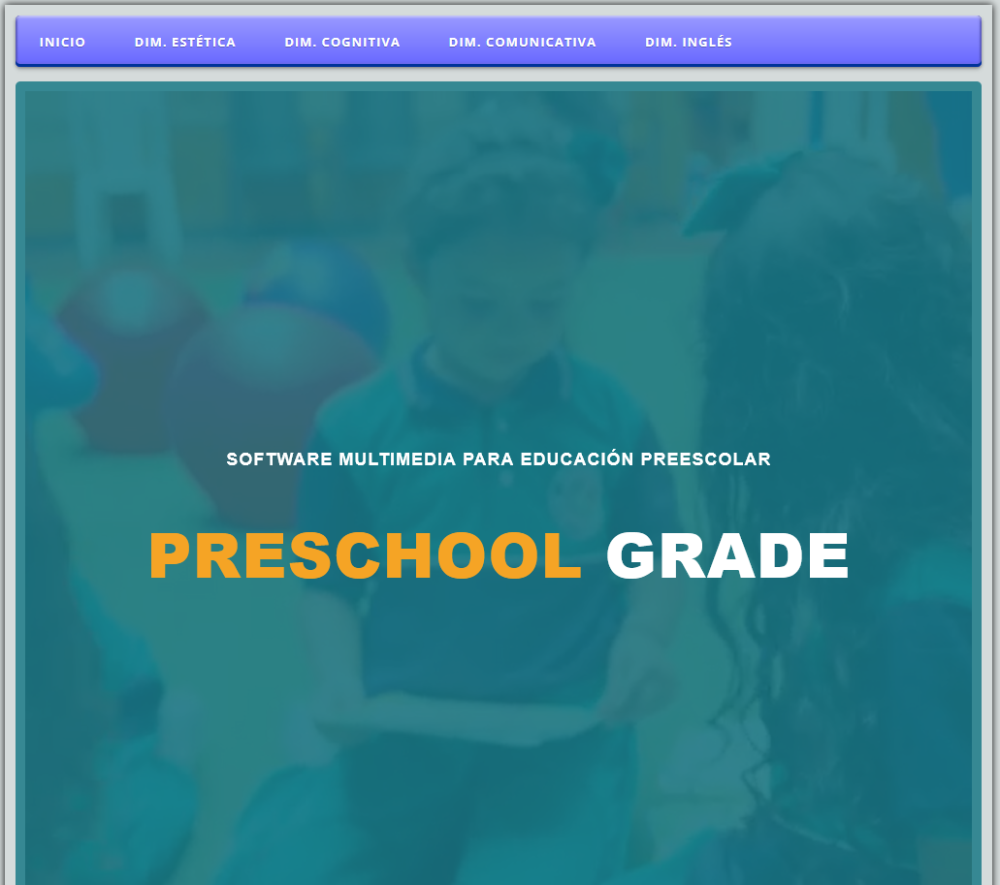 INICIO DIM. ESTÉTICA DIM. COGNITIVA DIM. COMUNICATIVA DIM. INGLÉS
SOFTWARE MULTIMEDIA PARA EDUCACIÓN PREESCOLAR
PRESCHOOL GRADE